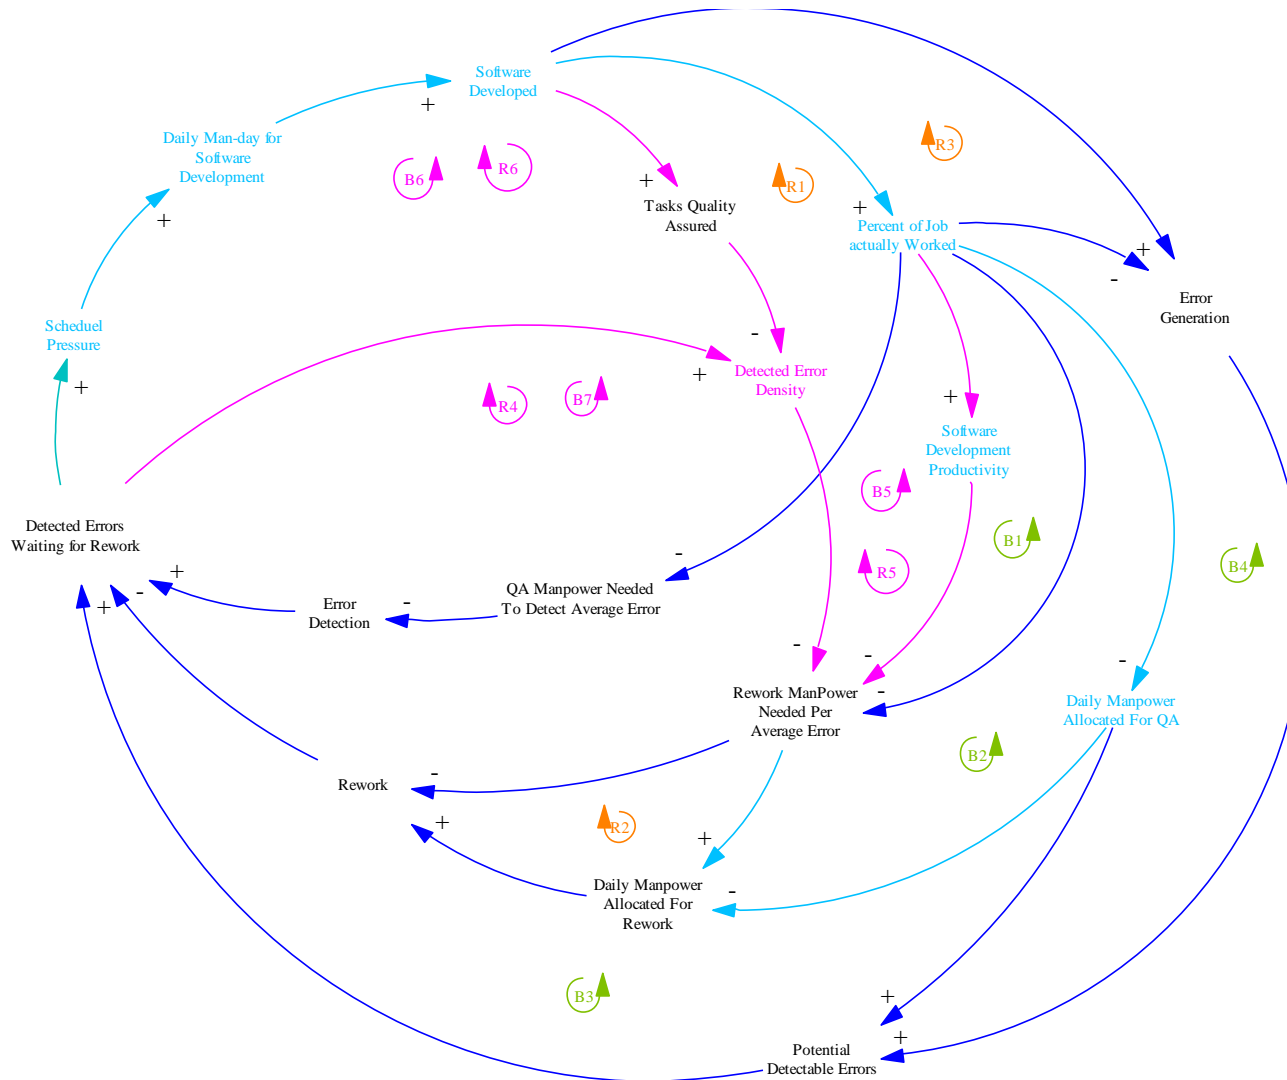 Software
Developed
+
Daily Man-day for
Software
Development
B6
R6
R3
R1
+
Tasks Quality
Assured
+
Percent of Job
actually Worked
+
+
-
Error
Generation
Scheduel
Pressure
+
-
+
Detected Error
Density
R4
B7
+
Software
Development
Productivity
B5
B1
Detected Errors
Waiting for Rework
R5
B4
+
-
+
Error
Detection
-
QA Manpower Needed
To Detect Average Error
-
-
-
-
Rework ManPower
Needed Per
Average Error
-
Daily Manpower
Allocated For QA
B2
Rework
-
+
R2
+
Daily Manpower
Allocated For
Rework
-
B3
+
+
Potential
Detectable Errors